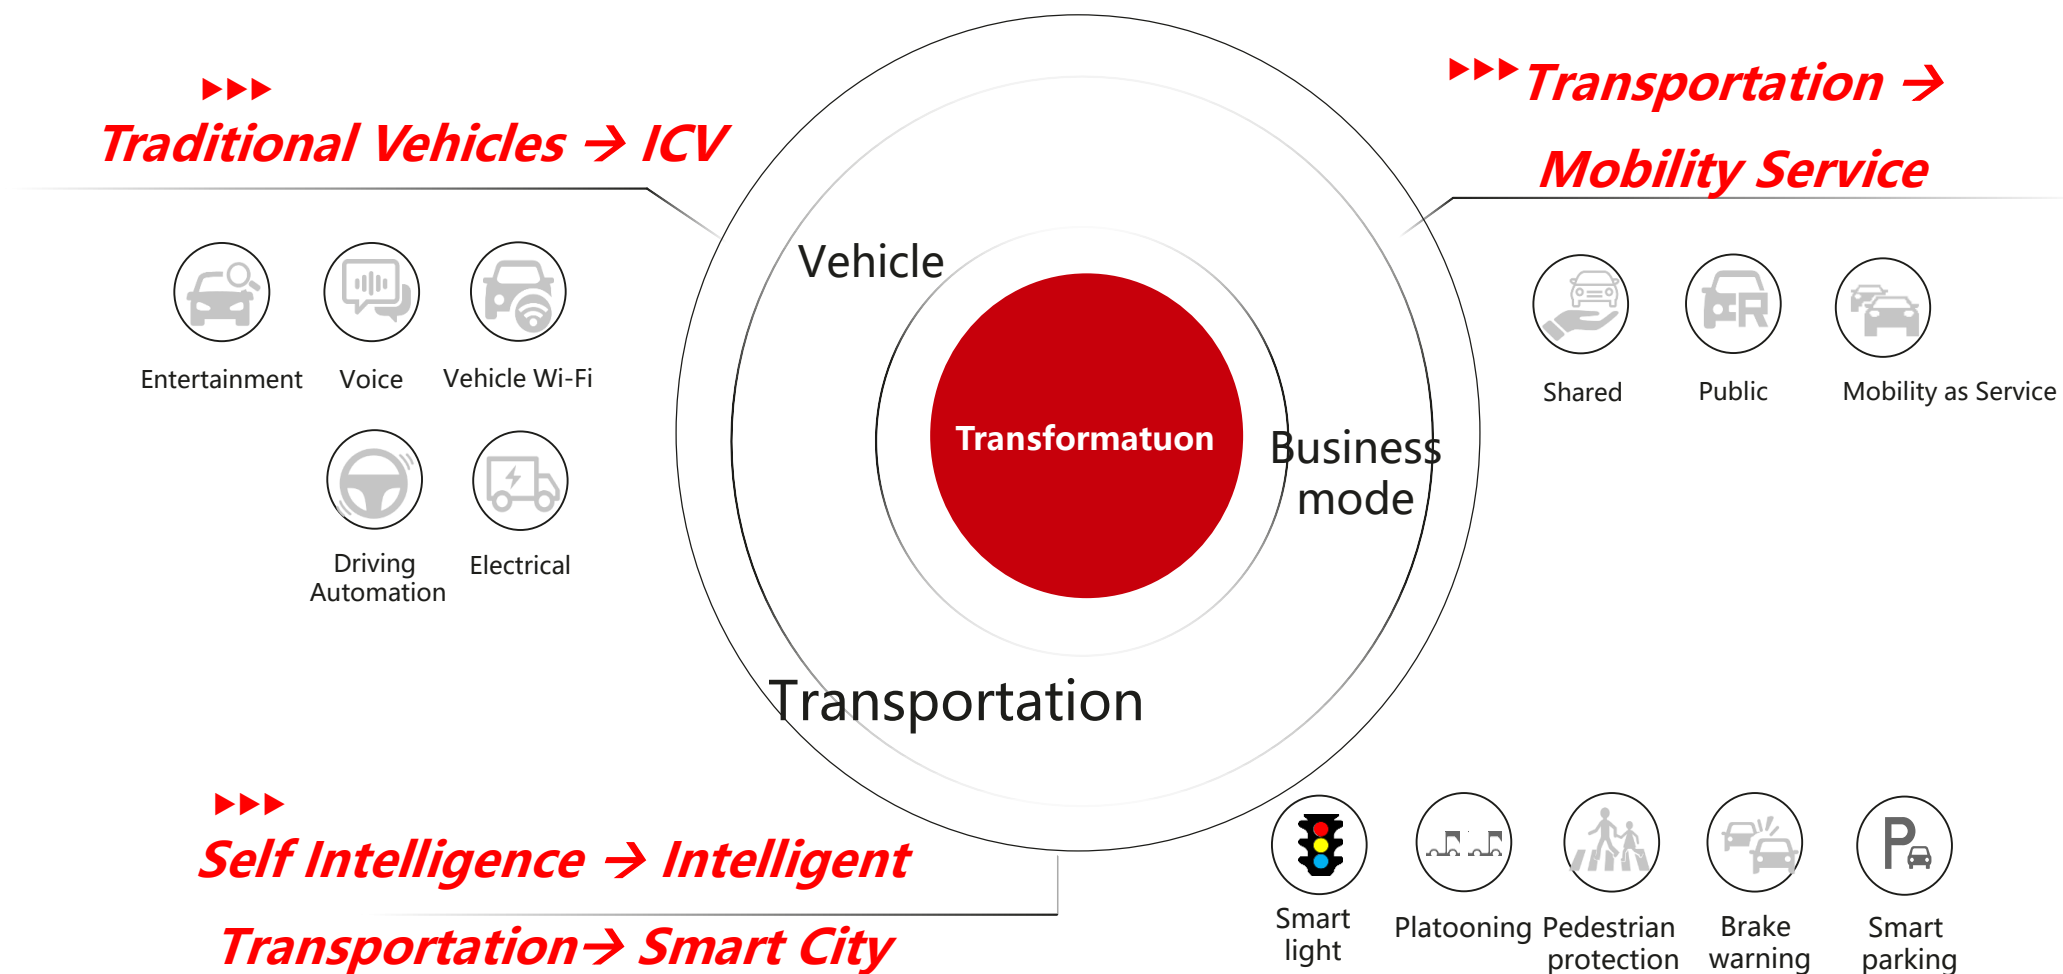 Traditional Vehicles → ICV
Entertainment
Voice
Vehicle Wi-Fi
Driving
Automation
Electrical
Transportation →
Mobility Service
Shared
Public
Mobility as Service
Vehicle
Transformatuon
Business
mode
Transportation
Self Intelligence → Intelligent
Transportation→ Smart City
Smart
light
Platooning
Pedestrian
protection
Brake
warning
P
Smart
parking